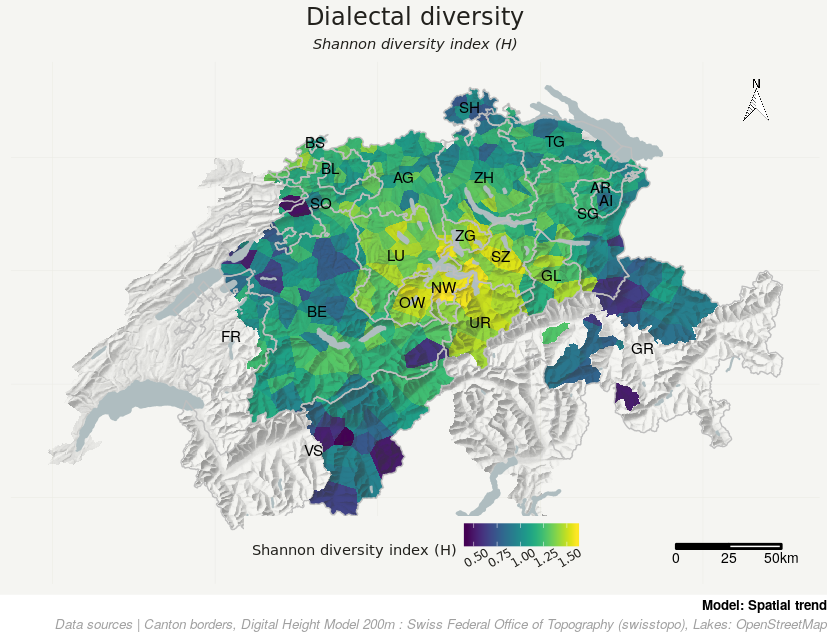 Dialectal diversity
Shannon diversity index (H)
N
SH
BS
TG
BL
AG
ZH
AR
AI
SO
SG
ZG
LU
SZ
GL
NW
OW
BE
UR
FR
GR
VS
Shannon diversity index (H)
0.50 0.75 1.00 1.25 1.50
0 25 50km
Model: Spatial trend
Data sources | Canton borders, Digital Height Model 200m : Swiss Federal Office of Topography (swisstopo), Lakes: OpenStreetMap